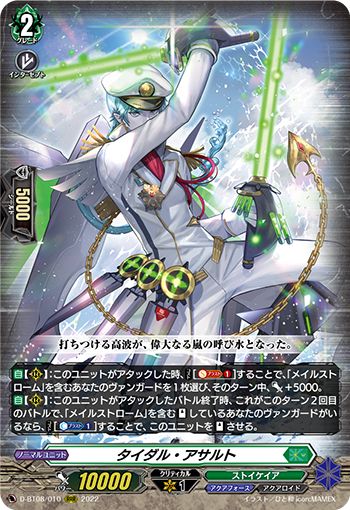 2
グレード
インターセプト
5000
シールド
打ちつける高波が、偉大なる嵐の呼び水となった。
自【R】：このユニットがアタックした時、【コスト】【カウンターブラスト1】することで、「メイルスト
ローム」を含むあなたのヴァンガードを1枚選び、そのターン中、+5000。
自【R】：このユニットがアタックしたバトル終了時、これがこのターン2回目
のバトルで、「メイルストローム」を含むしているあなたのヴァンガードがい
るなら、【コスト】【ソウルブラスト1】することで、このユニットをさせる。
ノーマルユニット
タイダル・アサルト
パワー 10000
クリティカル
1
ストイケイア
アクアフォース
アクアロイド
D-BT08/010 RRR 2022
イラスト/ひと和 icon:MAMEX